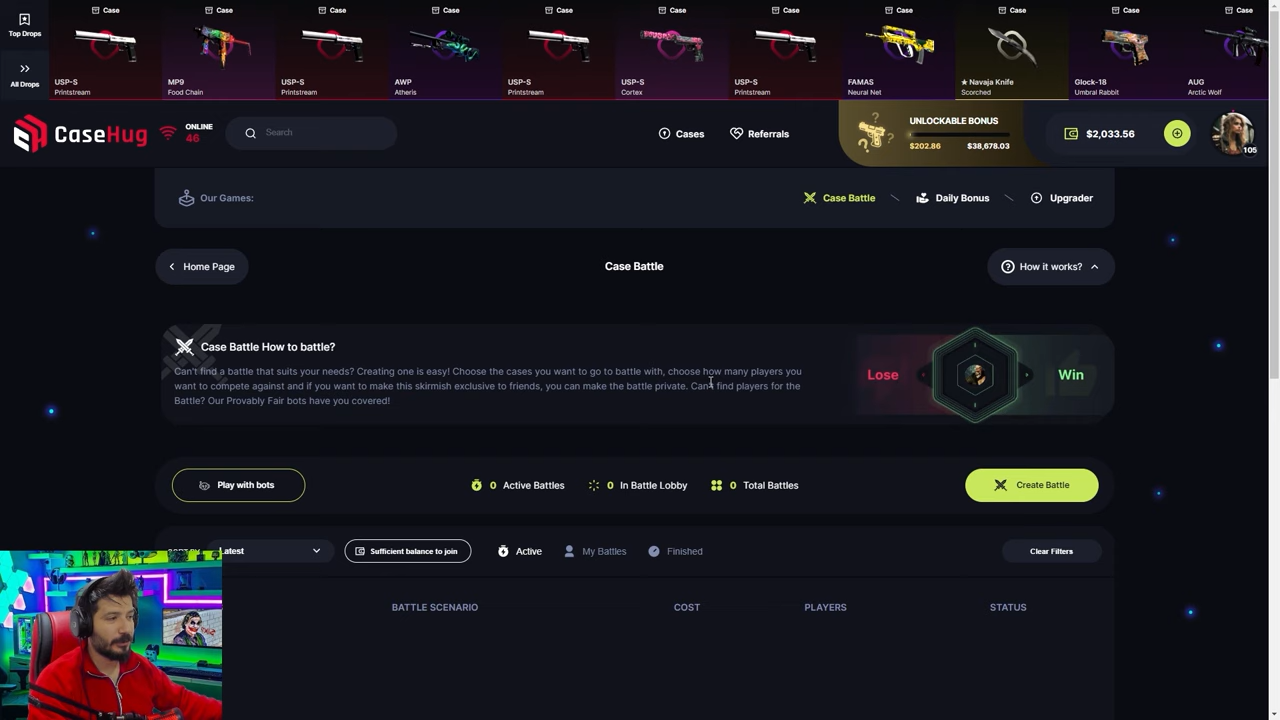 Top Drops
All Drops
Case
USP-S
Printstream
Case
MP9
Food Chain
Case
USP-S
Printstream
Case
AWP
Atheris
Case
USP-S
Printstream
Case
USP-S
Cortex
Case
USP-S
Printstream
Case
FAMAS
Neural Net
Case
★ Navaja Knife
Scorched
Case
Glock-18
Umbral Rabbit
Case
AUG
Arctic Wolf
CaseHug
ONLINE
46
Search
Cases
Referrals
UNLOCKABLE BONUS
$202.86
$38,678.03
$2,033.56
105
Our Games:
Case Battle
Daily Bonus
Upgrader
Home Page
Case Battle
How it works?
Case Battle How to battle?
Can't find a battle that suits your needs? Creating one is easy! Choose the cases you want to go to battle with, choose how many players you
want to compete against and if you want to make this skirmish exclusive to friends, you can make the battle private. Can't find players for the
Battle? Our Provably Fair bots have you covered!
Lose
Win
Play with bots
0 Active Battles
0 In Battle Lobby
0 Total Battles
Create Battle
Latest
Sufficient balance to join
Active
My Battles
Finished
Clear Filters
BATTLE SCENARIO
COST
PLAYERS
STATUS